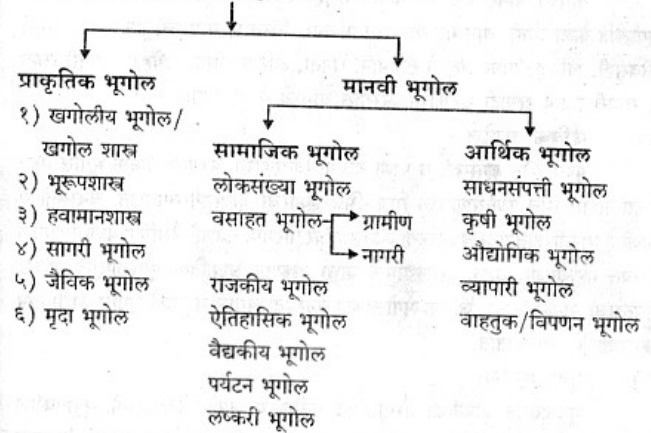 प्राकृतिक भूगोल
१) खगोलीय भूगोल/
खगोल शास्त्र
२) भूरूपशास्त्र
३) हवामानशास्त्र
४) सागरी भूगोल
५) जैविक भूगोल
६) मृदा भूगोल
मानवी भूगोल
सामाजिक भूगोल
लोकसंख्या भूगोल
वसाहत भूगोल
ग्रामीण
नागरी
राजकीय भूगोल
ऐतिहासिक भूगोल
वैद्यकीय भूगोल
पर्यटन भूगोल
लष्करी भूगोल
आर्थिक भूगोल
साधनसंपत्ती भूगोल
कृषी भूगोल
औद्योगिक भूगोल
व्यापारी भूगोल
वाहतुक/विपणन भूगोल